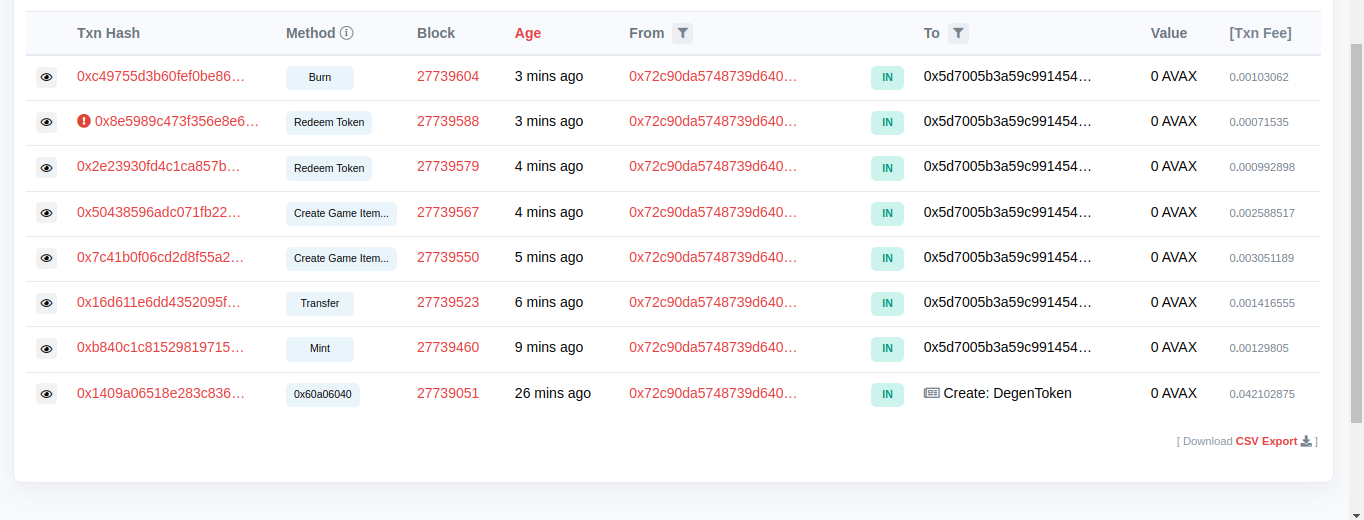 Txn Hash Method Block Age From To Value [Txn Fee]
0xc49755d3b60fef0be86... Burn 27739604 3 mins ago 0x72c90da5748739d640... IN 0x5d7005b3a59c991454... 0 AVAX 0.00103062
0x8e5989c473f356e8e6... Redeem Token 27739588 3 mins ago 0x72c90da5748739d640... IN 0x5d7005b3a59c991454... 0 AVAX 0.00071535
0x2e23930fd4c1ca857b... Redeem Token 27739579 4 mins ago 0x72c90da5748739d640... IN 0x5d7005b3a59c991454... 0 AVAX 0.000992898
0x50438596adc071fb22... Create Game Item... 27739567 4 mins ago 0x72c90da5748739d640... IN 0x5d7005b3a59c991454... 0 AVAX 0.002588517
0x7c41b0f06cd2d8f55a2... Create Game Item... 27739550 5 mins ago 0x72c90da5748739d640... IN 0x5d7005b3a59c991454... 0 AVAX 0.003051189
0x16d611e6dd4352095f... Transfer 27739523 6 mins ago 0x72c90da5748739d640... IN 0x5d7005b3a59c991454... 0 AVAX 0.001416555
0xb840c1c81529819715... Mint 27739460 9 mins ago 0x72c90da5748739d640... IN 0x5d7005b3a59c991454... 0 AVAX 0.00129805
0x1409a06518e283c836... 0x60a06040 27739051 26 mins ago 0x72c90da5748739d640... IN Create: DegenToken 0 AVAX 0.042102875
[ Download CSV Export ]